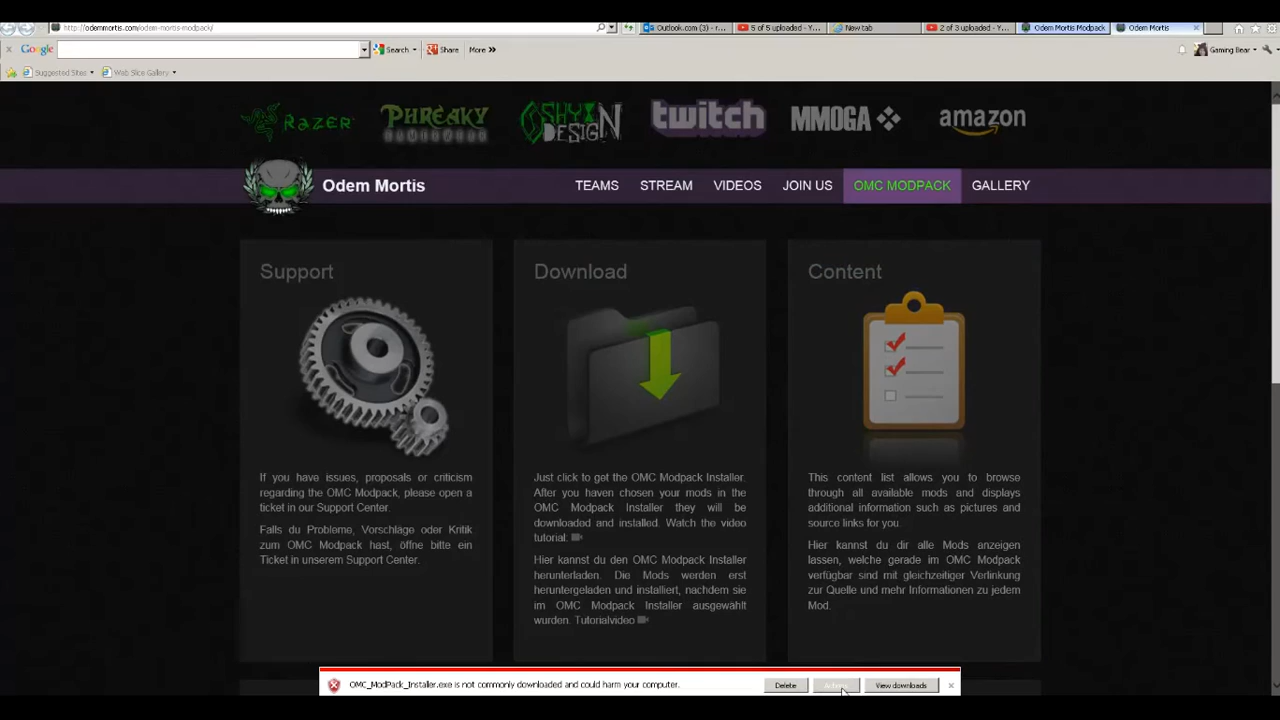 http://odemmortis.com/odem-mortis-modpack/
Outlook.com (3) - r...
5 of 5 uploaded - Y...
New tab
2 of 3 uploaded - Y...
Odem Mortis Modpack
Odem Mortis
Google
Search
Share
More »
Gaming Bear
Suggested Sites
Web Slice Gallery
RAZER
PHREAKY
SHYX DESIGN
twitch
MMOGA
amazon
Odem Mortis
TEAMS
STREAM
VIDEOS
JOIN US
OMC MODPACK
GALLERY
Support
If you have issues, proposals or criticism
regarding the OMC Modpack, please open a
ticket in our Support Center.
Falls du Probleme, Vorschläge oder Kritik
zum OMC Modpack hast, öffne bitte ein
Ticket in unserem Support Center.
Download
Just click to get the OMC Modpack Installer.
After you haven chosen your mods in the
OMC Modpack Installer they will be
downloaded and installed. Watch the video
tutorial:
Hier kannst du den OMC Modpack Installer
herunterladen. Die Mods werden erst
heruntergeladen und installiert, nachdem sie
im OMC Modpack Installer ausgewählt
wurden. Tutorialvideo
Content
This content list allows you to browse
through all available mods and displays
additional information such as pictures and
source links for you.
Hier kannst du dir alle Mods anzeigen
lassen, welche gerade im OMC Modpack
verfügbar sind mit gleichzeitiger Verlinkung
zur Quelle und mehr Informationen zu jedem
Mod.
OMC_ModPack_Installer.exe is not commonly downloaded and could harm your computer.
Delete
View downloads